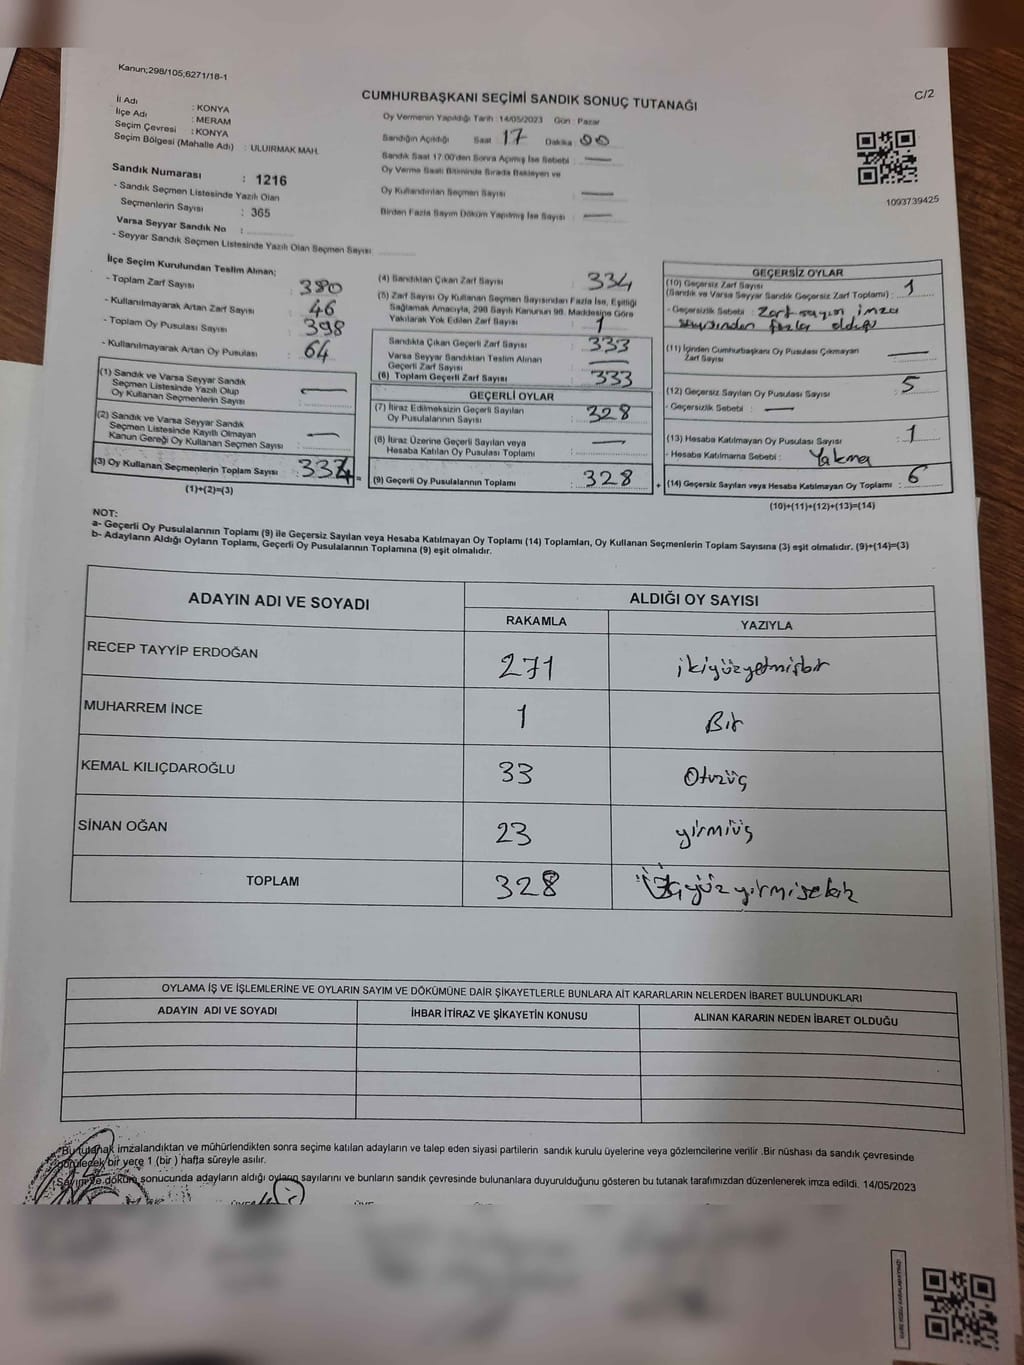 Kanun;298/105;6271/18-1
C/2
CUMHURBAŞKANI SEÇİMİ SANDIK SONUÇ TUTANAĞI
İl Adı : KONYA
İlçe Adı : MERAM
Seçim Çevresi : KONYA
Seçim Bölgesi (Mahalle Adı) : ULUIRMAK MAH.
Sandık Numarası : 1216
- Sandık Seçmen Listesinde Yazılı Olan
Seçmenlerin Sayısı : 365
Varsa Seyyar Sandık No :
- Seyyar Sandık Seçmen Listesinde Yazılı Olan Seçmen Sayısı
Oy Vermenin Yapıldığı Tarih : 14/05/2023 Gün : Pazar
Sandığın Açıldığı Saat 17 Dakika 00
Sandık Saat 17:00'den Sonra Açılmış İse Sebebi : —
Oy Verme Saati Bitiminde Sırada Bekleyen ve
Oy Kullandırılan Seçmen Sayısı : —
Birden Fazla Sayım Döküm Yapılmış İse Sayısı : —
1093739425
İlçe Seçim Kurulundan Teslim Alınan;
- Toplam Zarf Sayısı : 380
- Kullanılmayarak Artan Zarf Sayısı : 46
- Toplam Oy Pusulası Sayısı : 398
- Kullanılmayarak Artan Oy Pusulası : 64
(1) Sandık ve Varsa Seyyar Sandık
Seçmen Listesinde Yazılı Olup
Oy Kullanan Seçmenlerin Sayısı : —
(2) Sandık ve Varsa Seyyar Sandık
Seçmen Listesinde Kayıtlı Olmayan
Kanun Gereği Oy Kullanan Seçmen Sayısı : —
(3) Oy Kullanan Seçmenlerin Toplam Sayısı : 334 =
(1)+(2)=(3)
(4) Sandıktan Çıkan Zarf Sayısı : 334
(5) Zarf Sayısı Oy Kullanan Seçmen Sayısından Fazla İse, Eşitliği
Sağlamak Amacıyla, 298 Sayılı Kanunun 98. Maddesine Göre
Yakılarak Yok Edilen Zarf Sayısı : 1
Sandıkta Çıkan Geçerli Zarf Sayısı : 333
Varsa Seyyar Sandıktan Teslim Alınan
Geçerli Zarf Sayısı : —
(6) Toplam Geçerli Zarf Sayısı : 333
GEÇERLİ OYLAR
(7) İtiraz Edilmeksizin Geçerli Sayılan
Oy Pusulalarının Sayısı : 328
(8) İtiraz Üzerine Geçerli Sayılan veya
Hesaba Katılan Oy Pusulası Toplamı : —
(9) Geçerli Oy Pusulalarının Toplamı : 328 +
GEÇERSİZ OYLAR
(10) Geçersiz Zarf Sayısı : 1
(Sandık ve Varsa Seyyar Sandık Geçersiz Zarf Toplamı)
- Geçersizlik Sebebi : Zarf sayısı imza
sayısından fazla olduğu
(11) İçinden Cumhurbaşkanı Oy Pusulası Çıkmayan
Zarf Sayısı : —
(12) Geçersiz Sayılan Oy Pusulası Sayısı : 5
- Geçersizlik Sebebi : —
(13) Hesaba Katılmayan Oy Pusulası Sayısı : 1
- Hesaba Katılmama Sebebi : Yakma
(14) Geçersiz Sayılan veya Hesaba Katılmayan Oy Toplamı : 6
(10)+(11)+(12)+(13)=(14)
NOT:
a- Geçerli Oy Pusulalarının Toplamı (9) ile Geçersiz Sayılan veya Hesaba Katılmayan Oy Toplamı (14) Toplamları, Oy Kullanan Seçmenlerin Toplam Sayısına (3) eşit olmalıdır. (9)+(14)=(3)
b- Adayların Aldığı Oyların Toplamı, Geçerli Oy Pusulalarının Toplamına (9) eşit olmalıdır.
ADAYIN ADI VE SOYADI
ALDIĞI OY SAYISI
RAKAMLA
YAZIYLA
RECEP TAYYİP ERDOĞAN 271 ikiyüzyetmişbir
MUHARREM İNCE 1 Bir
KEMAL KILIÇDAROĞLU 33 Otuzüç
SİNAN OĞAN 23 yirmiüç
TOPLAM 328 Üçyüzyirmisekiz
OYLAMA İŞ VE İŞLEMLERİNE VE OYLARIN SAYIM VE DÖKÜMÜNE DAİR ŞİKAYETLERLE BUNLARA AİT KARARLARIN NELERDEN İBARET BULUNDUKLARI
ADAYIN ADI VE SOYADI
İHBAR İTİRAZ VE ŞİKAYETİN KONUSU
ALINAN KARARIN NEDEN İBARET OLDUĞU
Bu tutanak imzalandıktan ve mühürlendikten sonra seçime katılan adayların ve talep eden siyasi partilerin sandık kurulu üyelerine veya gözlemcilerine verilir .Bir nüshası da sandık çevresinde
görülecek bir yere 1 (bir ) hafta süreyle asılır.
Sayım ve döküm sonucunda adayların aldığı oyların sayılarını ve bunların sandık çevresinde bulunanlara duyurulduğunu gösteren bu tutanak tarafımızdan düzenlenerek imza edildi. 14/05/2023